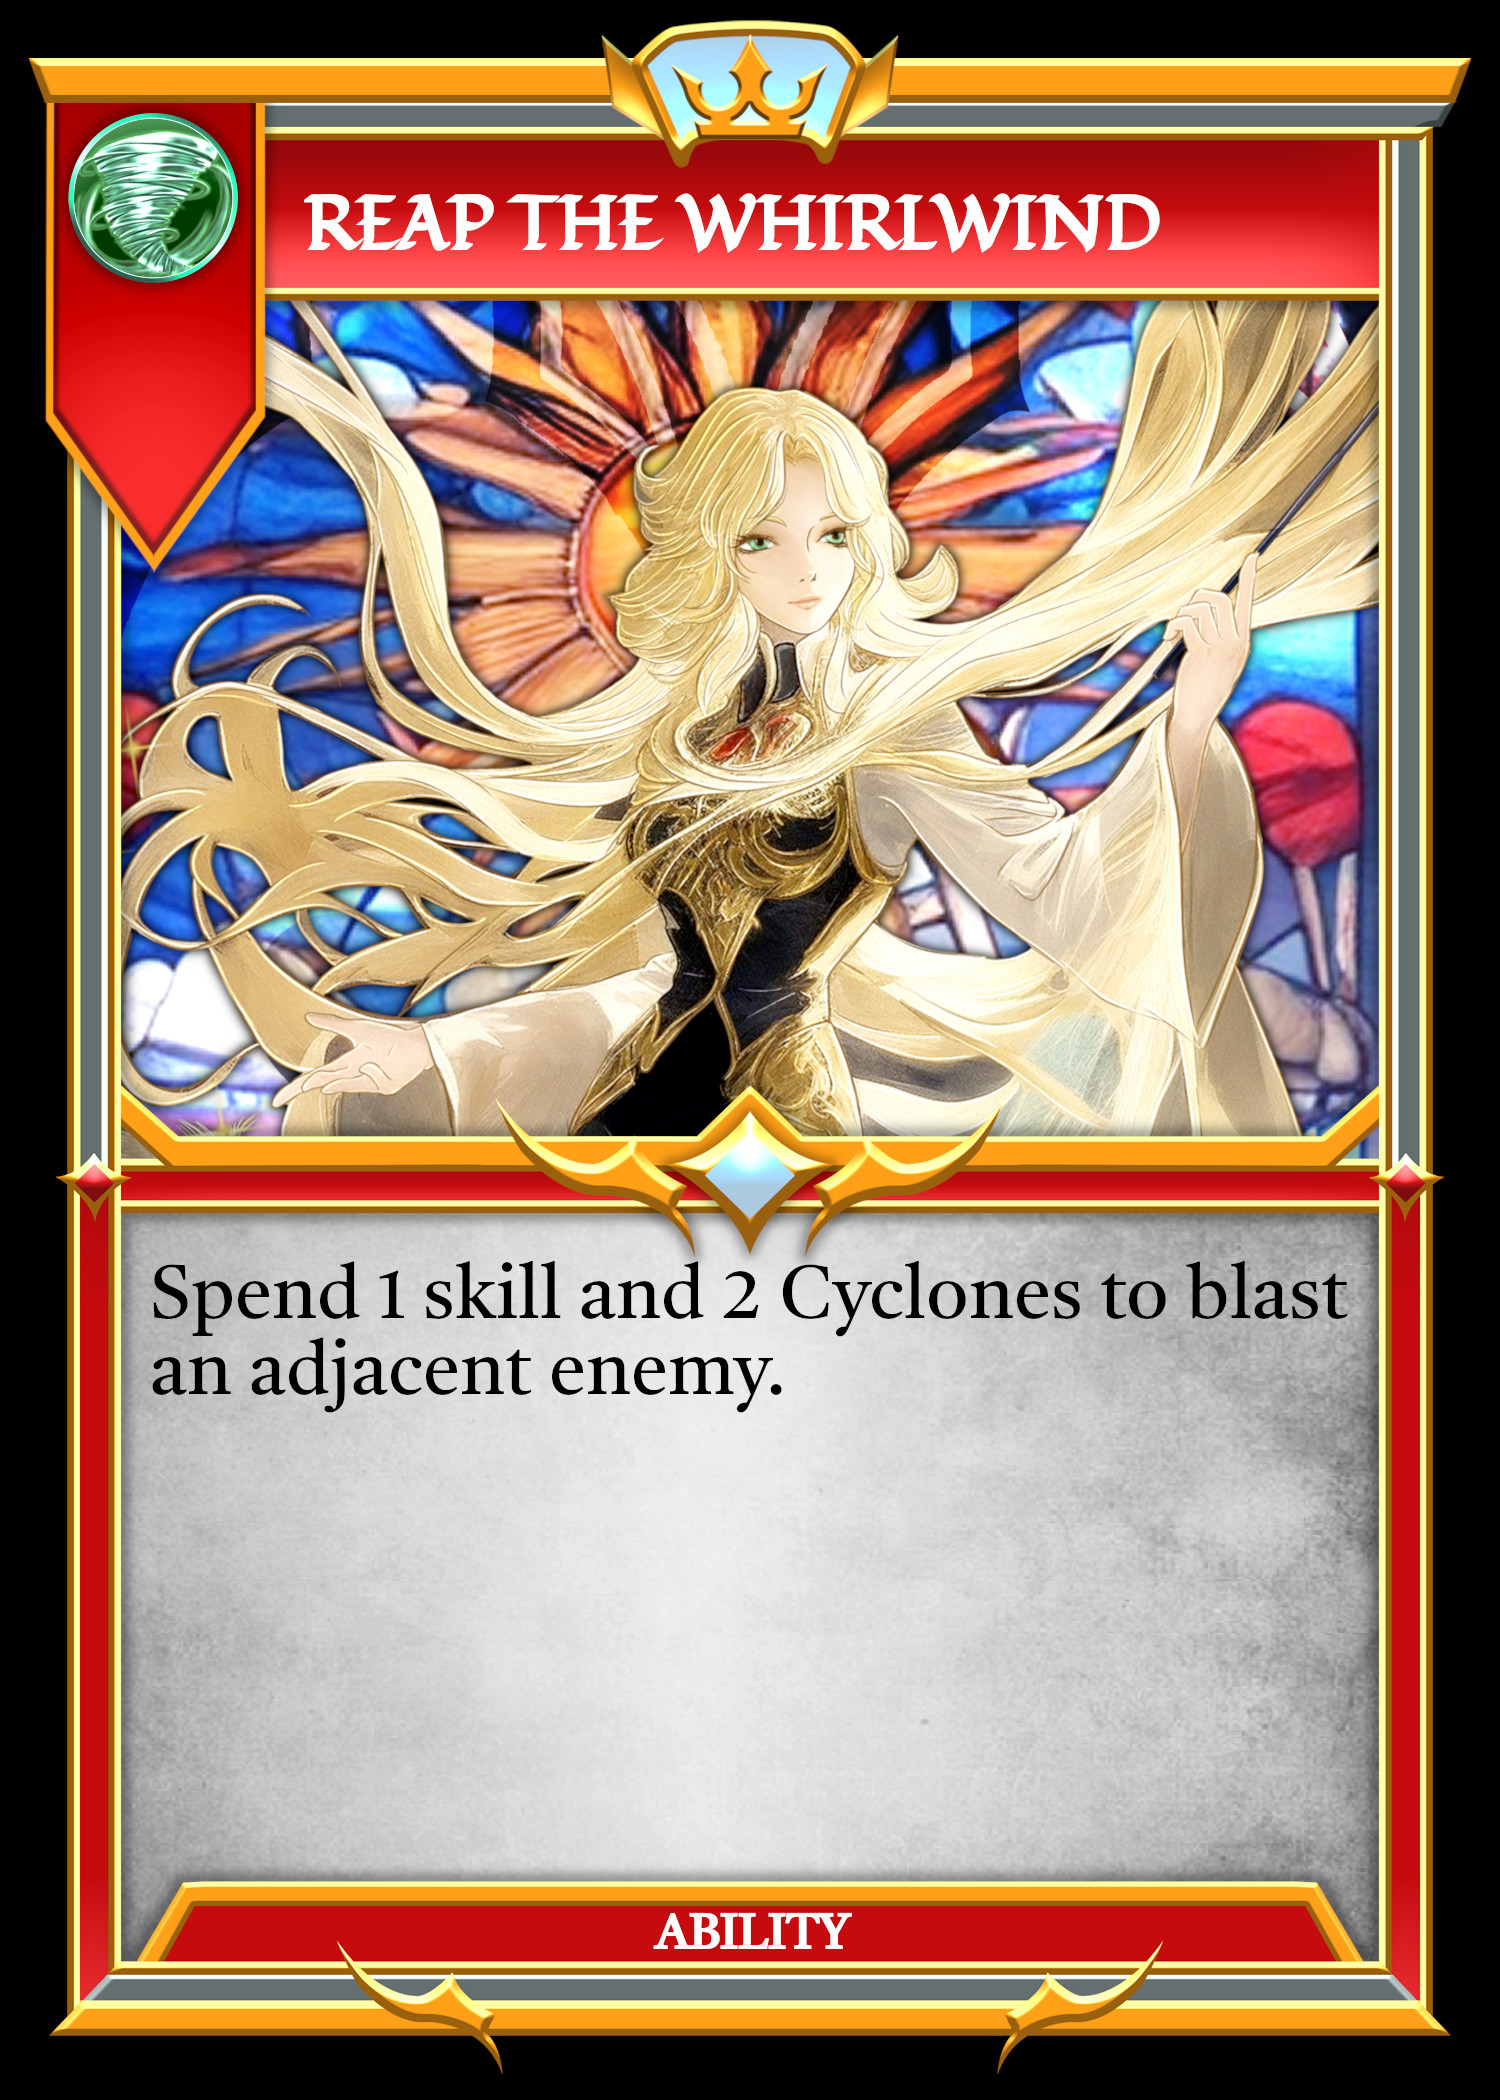 REAP THE WHIRLWIND
Spend 1 skill and 2 Cyclones to blast
an adjacent enemy.
ABILITY